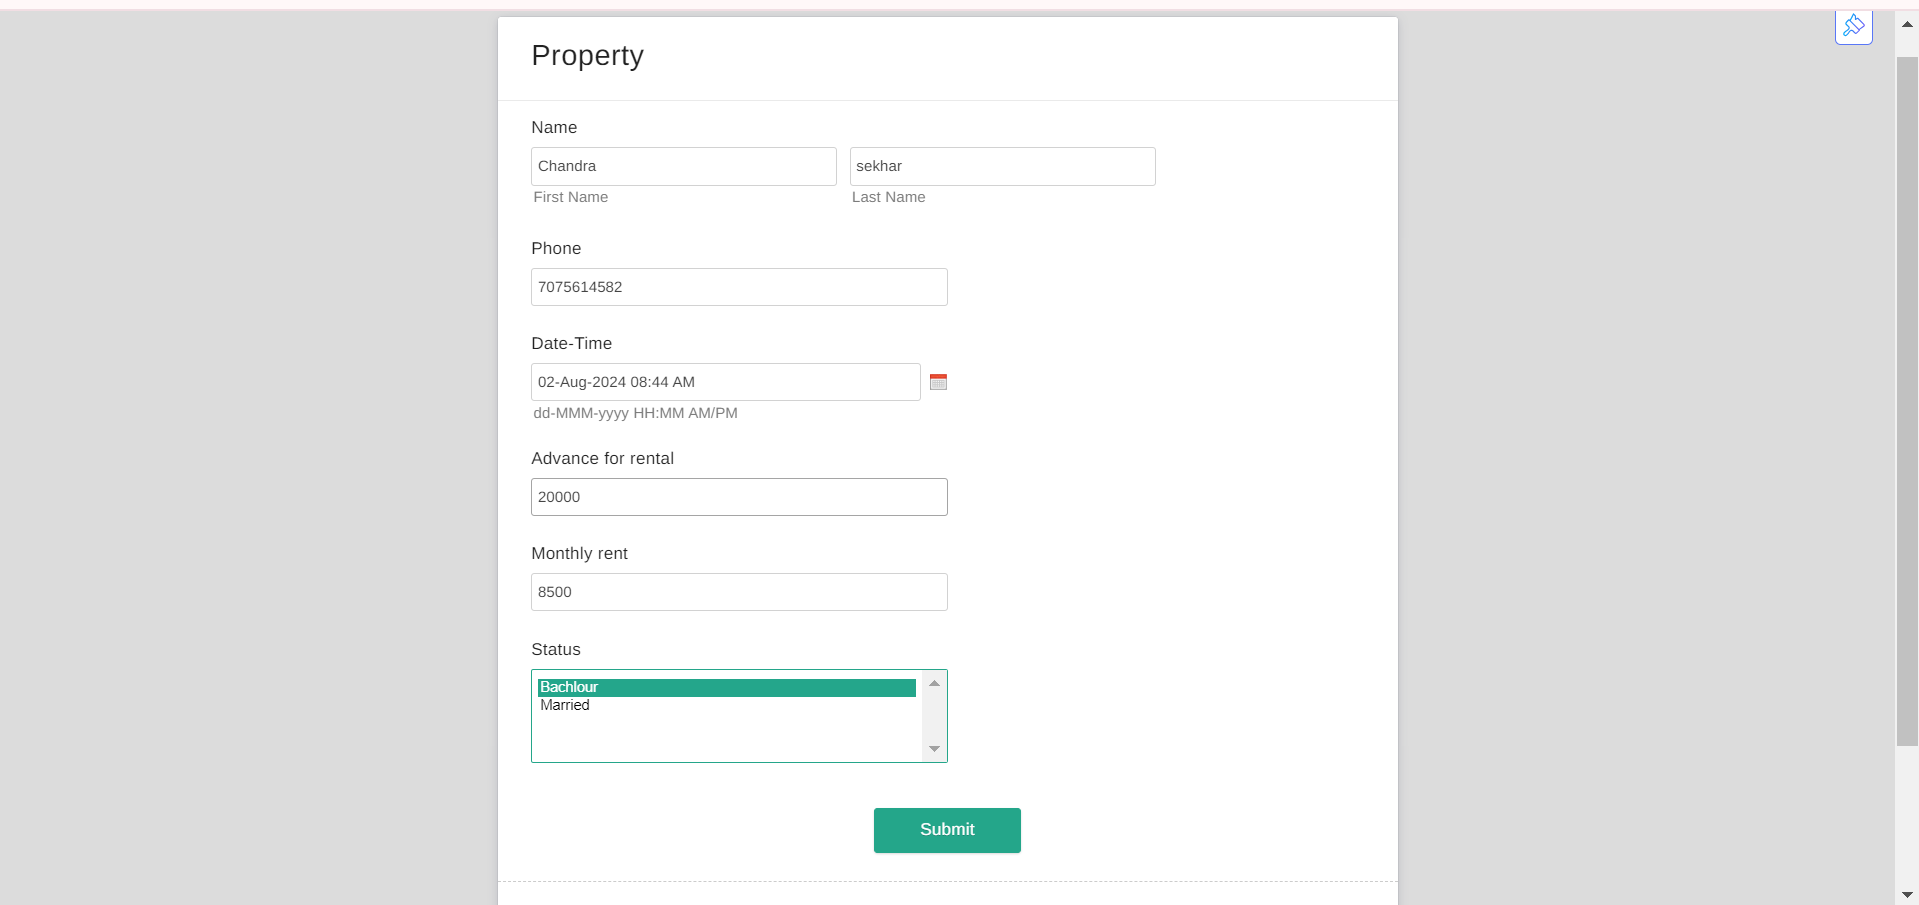 Property
Name
Chandra sekhar
First Name Last Name
Phone
7075614582
Date-Time
02-Aug-2024 08:44 AM
dd-MMM-yyyy HH:MM AM/PM
Advance for rental
20000
Monthly rent
8500
Status
Bachlour
Married
Submit